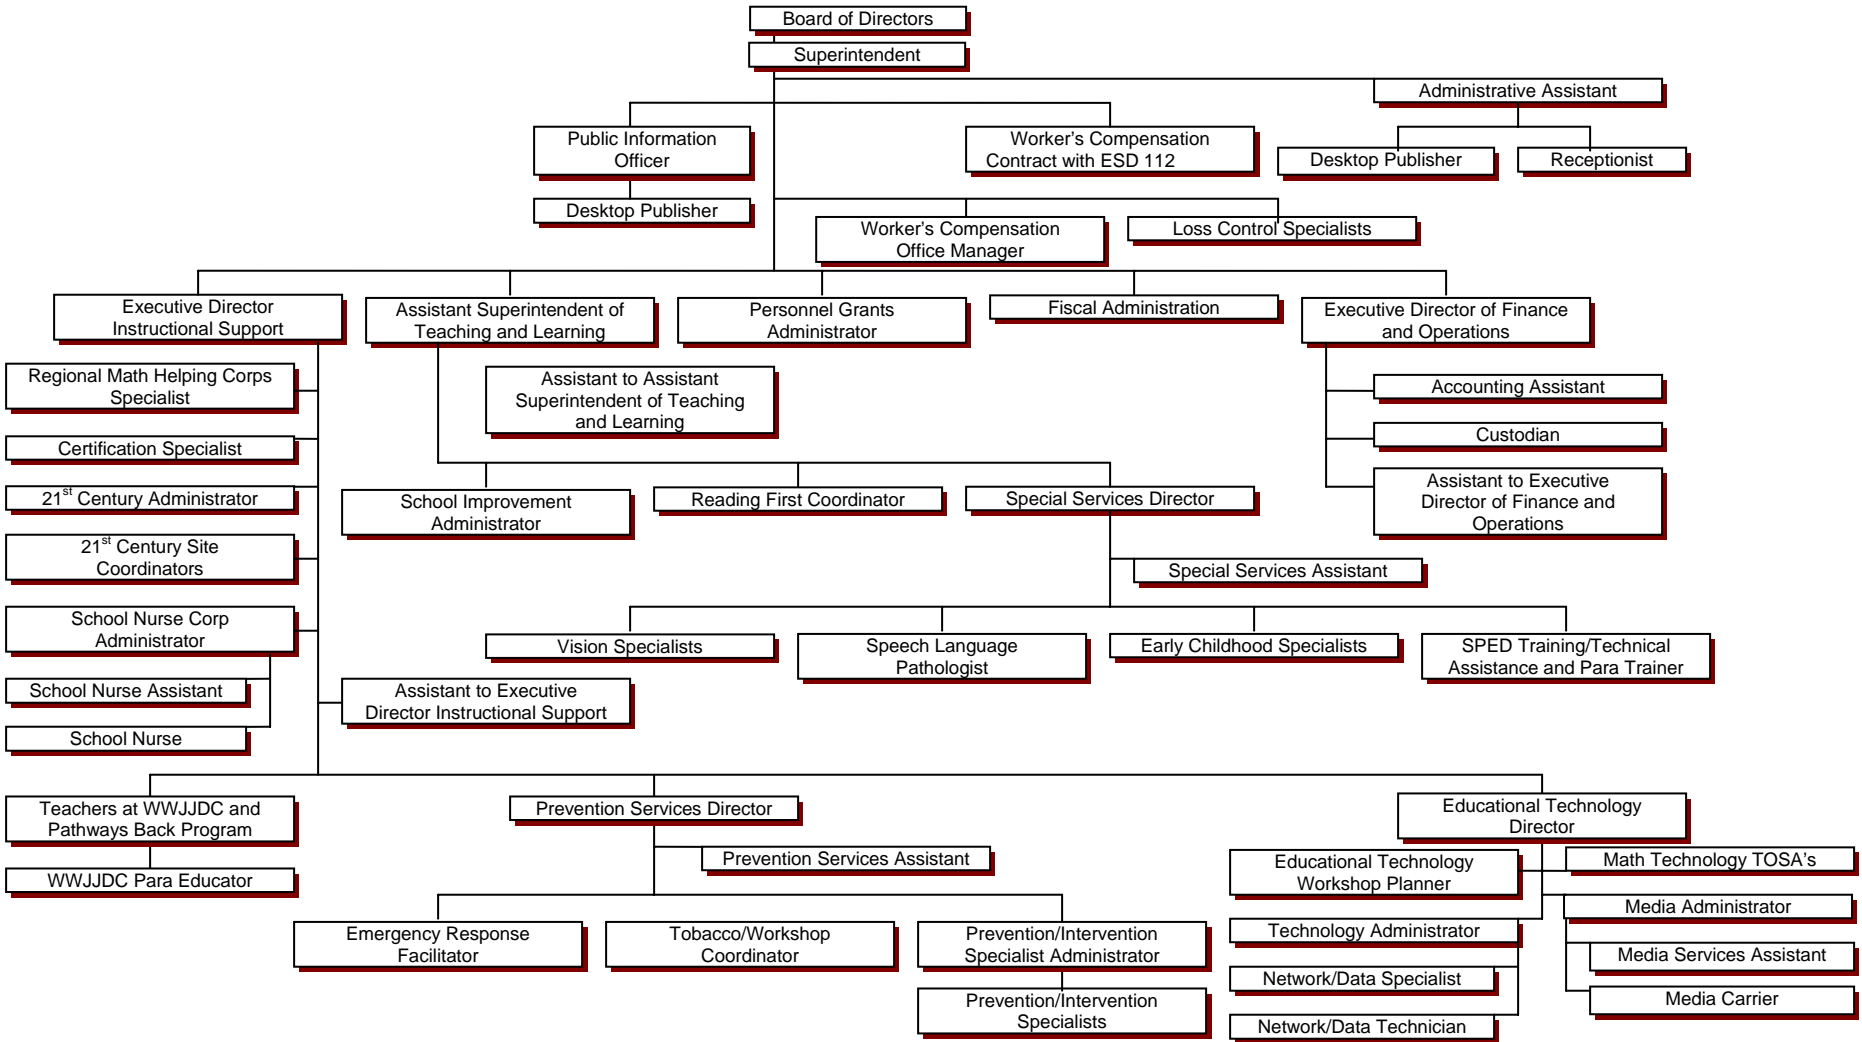 Board of Directors
Superintendent
Administrative Assistant
Public Information
Officer
Worker's Compensation
Contract with ESD 112
Desktop Publisher
Receptionist
Desktop Publisher
Worker's Compensation
Office Manager
Loss Control Specialists
Executive Director
Instructional Support
Assistant Superintendent of
Teaching and Learning
Personnel Grants
Administrator
Fiscal Administration
Executive Director of Finance
and Operations
Regional Math Helping Corps
Specialist
Assistant to Assistant
Superintendent of Teaching
and Learning
Accounting Assistant
Certification Specialist
Custodian
21st Century Administrator
School Improvement
Administrator
Reading First Coordinator
Special Services Director
Assistant to Executive
Director of Finance and
Operations
21st Century Site
Coordinators
Special Services Assistant
School Nurse Corp
Administrator
Vision Specialists
Speech Language
Pathologist
Early Childhood Specialists
SPED Training/Technical
Assistance and Para Trainer
School Nurse Assistant
Assistant to Executive
Director Instructional Support
School Nurse
Teachers at WWJJDC and
Pathways Back Program
Prevention Services Director
Educational Technology
Director
WWJJDC Para Educator
Prevention Services Assistant
Educational Technology
Workshop Planner
Math Technology TOSA's
Media Administrator
Emergency Response
Facilitator
Tobacco/Workshop
Coordinator
Prevention/Intervention
Specialist Administrator
Technology Administrator
Media Services Assistant
Network/Data Specialist
Media Carrier
Prevention/Intervention
Specialists
Network/Data Technician